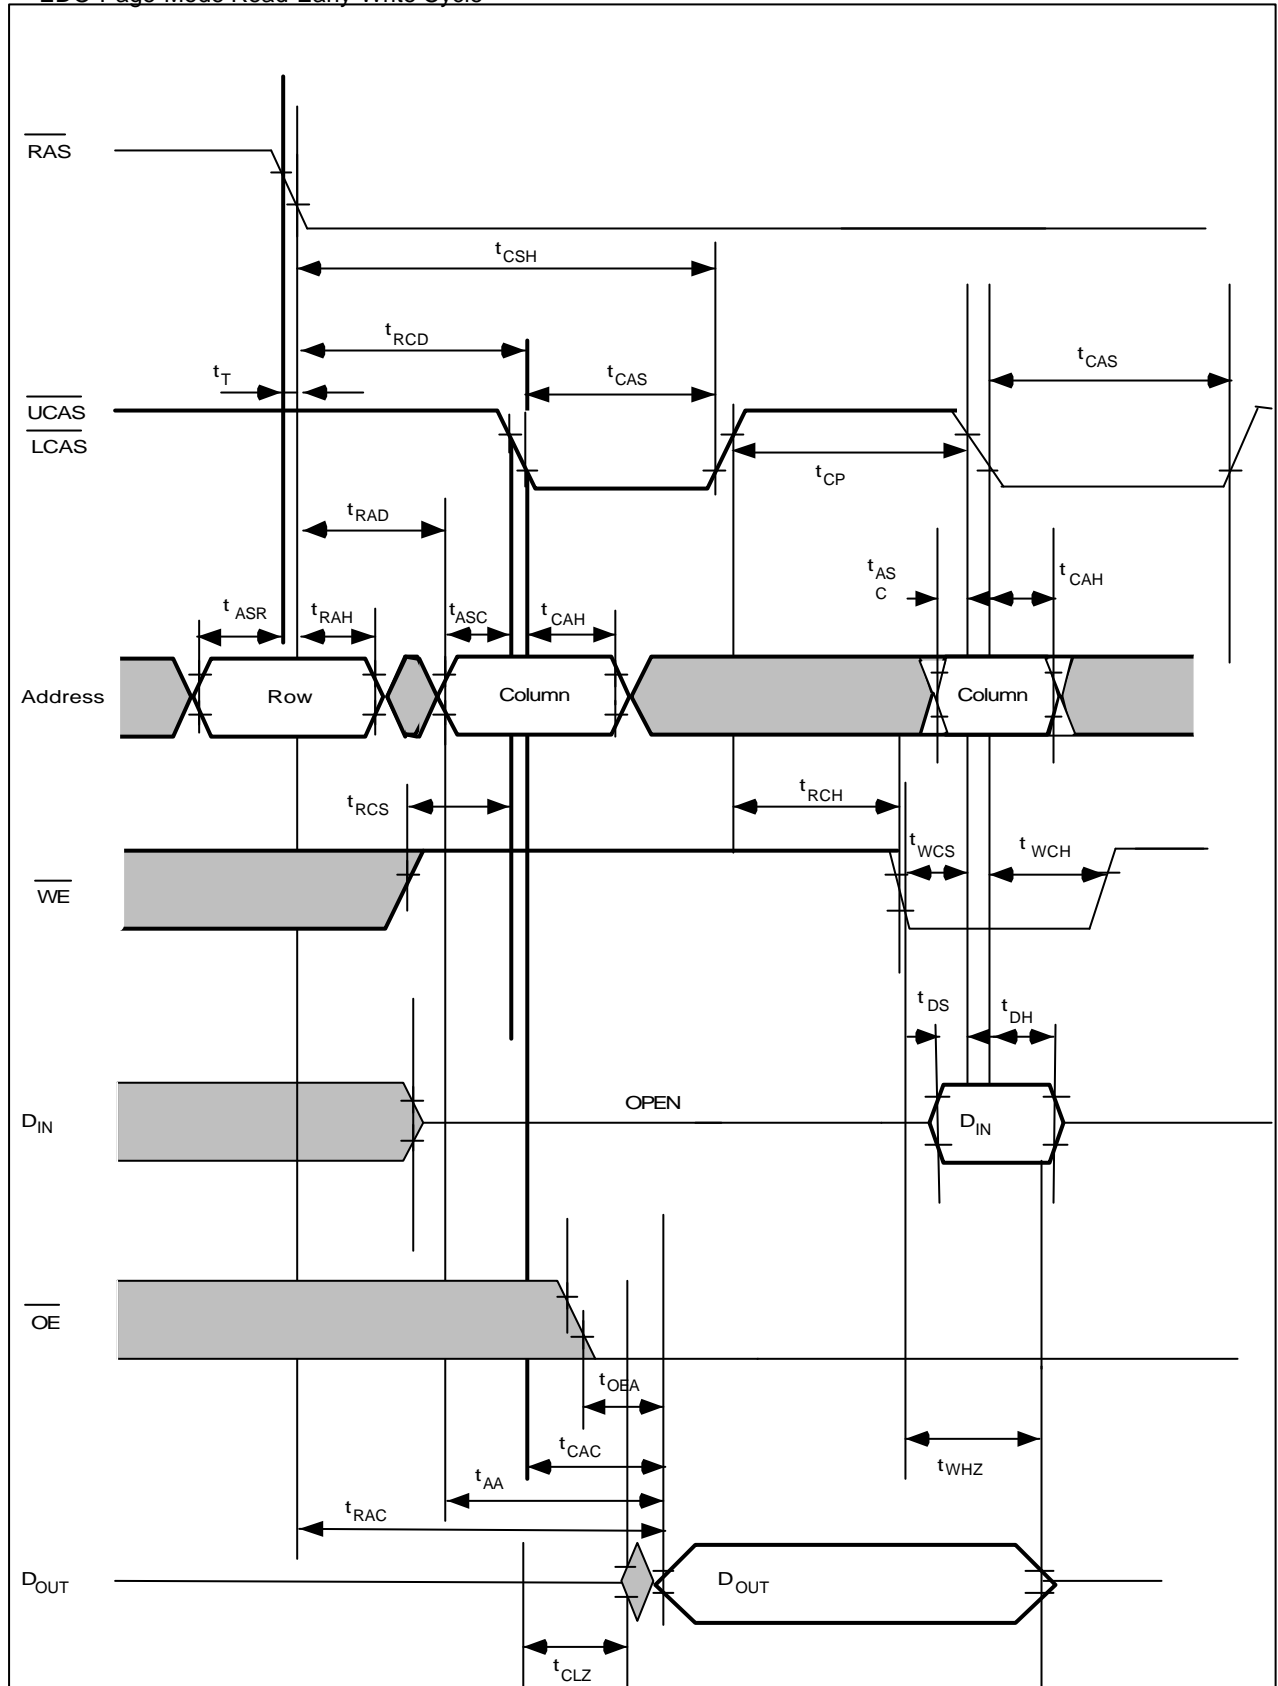 EDO Page Mode Read-Early-Write Cycle
RAS
tCSH
tRCD
tT
tCAS
tCAS
UCAS
LCAS
tCP
tRAD
tASC
tCAH
tASR
tRAH
tASC
tCAH
Address
Row
Column
Column
tRCS
tRCH
tWCS
tWCH
WE
tDS
tDH
DIN
OPEN
DIN
OE
tOEA
tCAC
tWHZ
tAA
tRAC
DOUT
DOUT
tCLZ